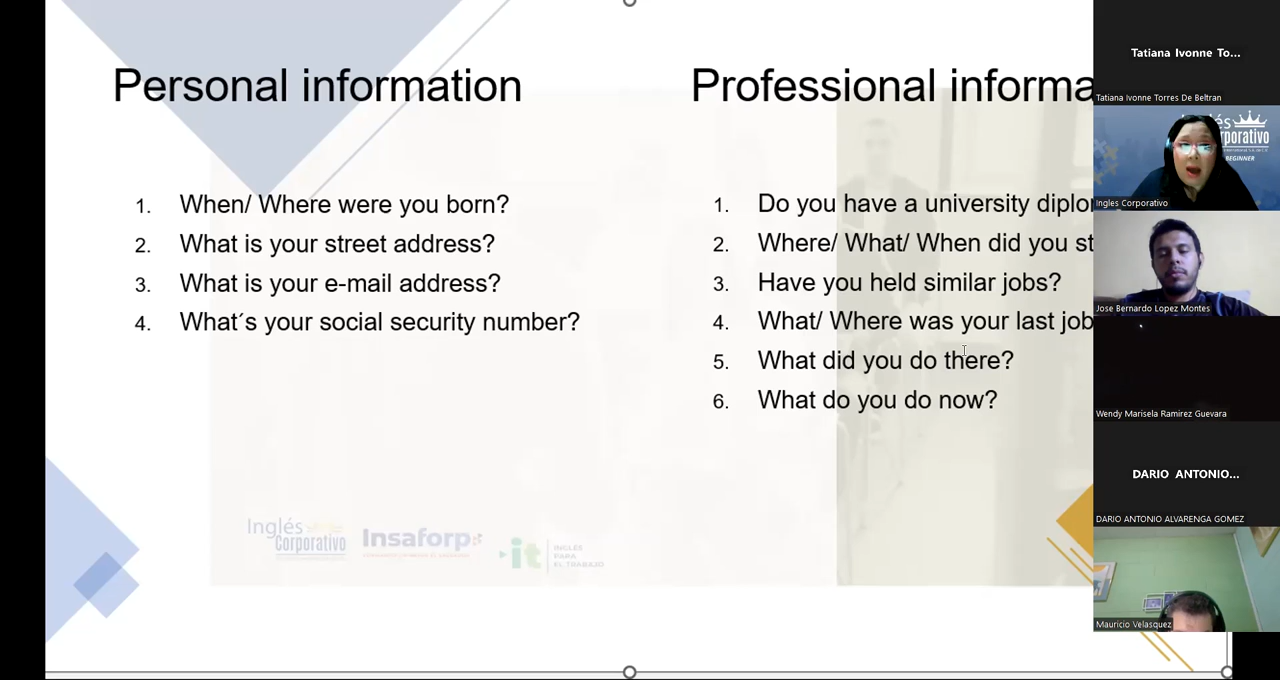 Personal information
1. When/ Where were you born?
2. What is your street address?
3. What is your e-mail address?
4. What´s your social security number?
Professional informa
1. Do you have a university diplo
2. Where/ What/ When did you st
3. Have you held similar jobs?
4. What/ Where was your last job
5. What did you do there?
6. What do you do now?
Inglés
Corporativo
Insaforp
it
INGLÉS
PARA
EL TRABAJO
Tatiana Ivonne To...
Tatiana Ivonne Torres De Beltran
BEGINNER
Ingles Corporativo
Jose Bernardo Lopez Montes
Wendy Marisela Ramirez Guevara
DARIO ANTONIO...
DARIO ANTONIO ALVARENGA GOMEZ
Mauricio Velasquez